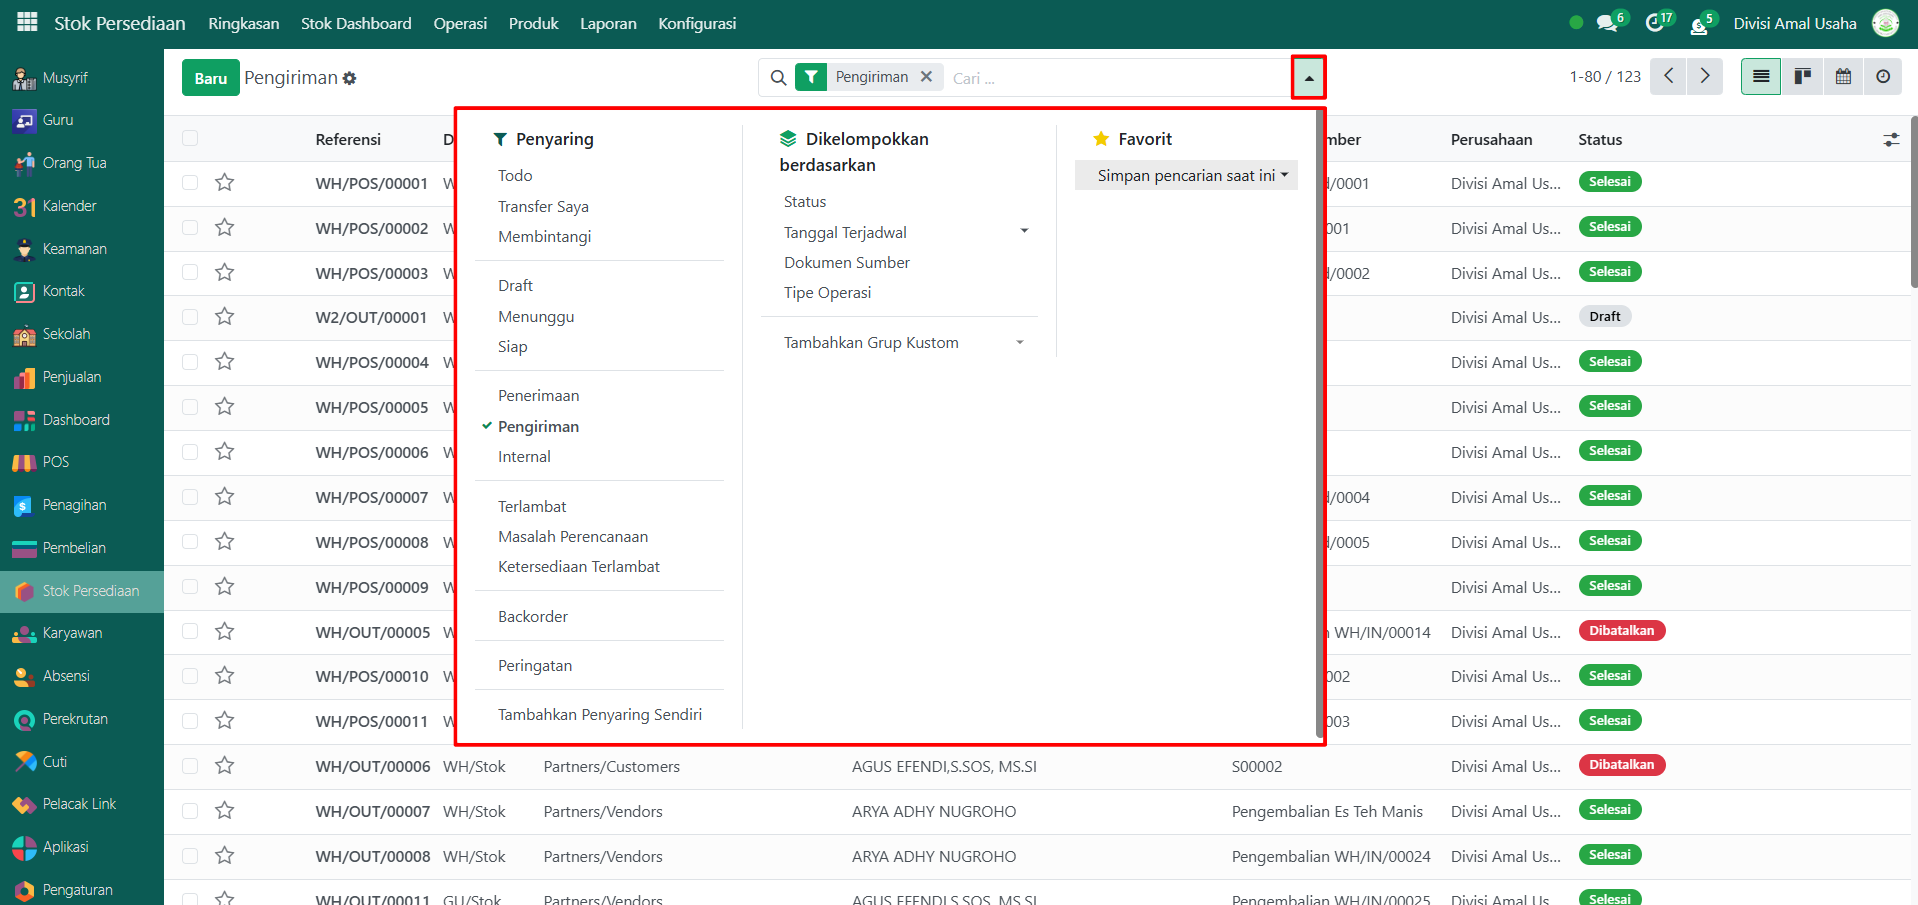 Stok Persediaan Ringkasan Stok Dashboard Operasi Produk Laporan Konfigurasi 6 17 5 Divisi Amal Usaha
Musyrif
Guru
Orang Tua
31 Kalender
Keamanan
Kontak
Sekolah
Penjualan
Dashboard
POS
Penagihan
Pembelian
Stok Persediaan
Karyawan
Absensi
Perekrutan
Cuti
Pelacak Link
Aplikasi
Pengaturan
Baru Pengiriman Pengiriman Cari ... 1-80 / 123
Penyaring
Todo
Transfer Saya
Membintangi
Draft
Menunggu
Siap
Penerimaan
Pengiriman
Internal
Terlambat
Masalah Perencanaan
Ketersediaan Terlambat
Backorder
Peringatan
Tambahkan Penyaring Sendiri
Dikelompokkan
berdasarkan
Status
Tanggal Terjadwal
Dokumen Sumber
Tipe Operasi
Tambahkan Grup Kustom
Favorit
Simpan pencarian saat ini
Referensi D mber Perusahaan Status
WH/POS/00001 W /0001 Divisi Amal Us... Selesai
WH/POS/00002 W 001 Divisi Amal Us... Selesai
WH/POS/00003 W /0002 Divisi Amal Us... Selesai
W2/OUT/00001 W Divisi Amal Us... Draft
WH/POS/00004 W Divisi Amal Us... Selesai
WH/POS/00005 W Divisi Amal Us... Selesai
WH/POS/00006 W Divisi Amal Us... Selesai
WH/POS/00007 W /0004 Divisi Amal Us... Selesai
WH/POS/00008 W /0005 Divisi Amal Us... Selesai
WH/POS/00009 W Divisi Amal Us... Selesai
WH/OUT/00005 W WH/IN/00014 Divisi Amal Us... Dibatalkan
WH/POS/00010 W 002 Divisi Amal Us... Selesai
WH/POS/00011 W 003 Divisi Amal Us... Selesai
WH/OUT/00006 WH/Stok Partners/Customers AGUS EFENDI,S.SOS, MS.SI S00002 Divisi Amal Us... Dibatalkan
WH/OUT/00007 WH/Stok Partners/Vendors ARYA ADHY NUGROHO Pengembalian Es Teh Manis Divisi Amal Us... Selesai
WH/OUT/00008 WH/Stok Partners/Vendors ARYA ADHY NUGROHO Pengembalian WH/IN/00024 Divisi Amal Us... Selesai
WH/OUT/00011 GU/Stok Partners/Vendors AGUS EFENDI,S.SOS, MS.SI Pengembalian WH/IN/00025 Divisi Amal Us... Selesai